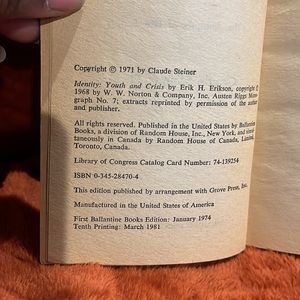 Copyright © 1971 by Claude Steiner
Identity: Youth and Crisis by Erik H. Erikson, copyright ©
1968 by W. W. Norton & Company, Inc. Austen Riggs Mono-
graph No. 7; extracts reprinted by permission of the author
and publisher.
All rights reserved. Published in the United States by Ballantine
Books, a division of Random House, Inc., New York, and simul-
taneously in Canada by Random House of Canada, Limited,
Toronto, Canada.
Library of Congress Catalog Card Number: 74-139254
ISBN 0-345-28470-4
This edition published by arrangement with Grove Press, Inc.
Manufactured in the United States of America
First Ballantine Books Edition: January 1974
Tenth Printing: March 1981